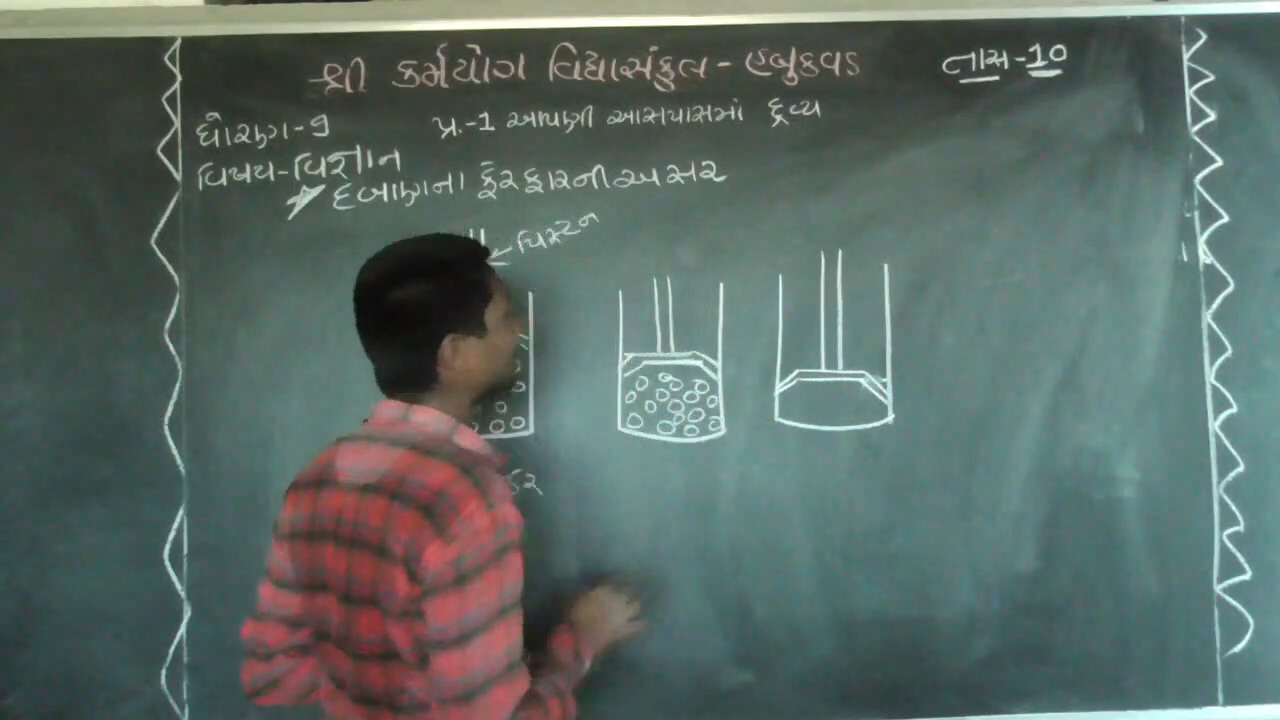 શ્રી કર્મયોગ વિદ્યાસંકુલ - હબુકવડ
તાસ-10
ધોરણ-9
પ્ર.-1 આપણી આસપાસમાં દ્રવ્ય
વિષય-વિજ્ઞાન
દબાણના ફેરફારની અસર
પિસ્ટન